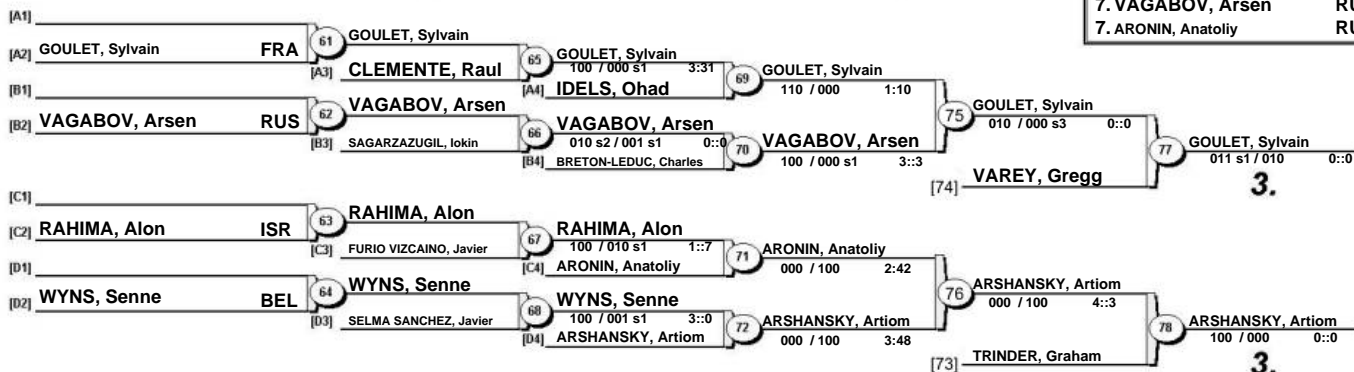 7. VAGABOV, Arsen
7. ARONIN, Anatoliy
[A1]
[A2] GOULET, Sylvain FRA
[B1]
[B2] VAGABOV, Arsen RUS
[C1]
[C2] RAHIMA, Alon ISR
[D1]
[D2] WYNS, Senne BEL
61
62
63
64
GOULET, Sylvain
[A3] CLEMENTE, Raul
VAGABOV, Arsen
[B3] SAGARZAZUGIL, Iokin
RAHIMA, Alon
[C3] FURIO VIZCAINO, Javier
WYNS, Senne
[D3] SELMA SANCHEZ, Javier
65
66
67
68
GOULET, Sylvain
100 / 000 s1 3:31
[A4] IDELS, Ohad
VAGABOV, Arsen
010 s2 / 001 s1 0::0
[B4] BRETON-LEDUC, Charles
RAHIMA, Alon
100 / 010 s1 1::7
[C4] ARONIN, Anatoliy
WYNS, Senne
100 / 001 s1 3::0
[D4] ARSHANSKY, Artiom
69
70
71
72
GOULET, Sylvain
110 / 000 1:10
VAGABOV, Arsen
100 / 000 s1 3::3
ARONIN, Anatoliy
000 / 100 2:42
ARSHANSKY, Artiom
000 / 100 3:48
75
76
GOULET, Sylvain
010 / 000 s3 0::0
[74] VAREY, Gregg
ARSHANSKY, Artiom
000 / 100 4::3
[73] TRINDER, Graham
77
78
GOULET, Sylvain
011 s1 / 010 0::0
3.
ARSHANSKY, Artiom
100 / 000 0::0
3.